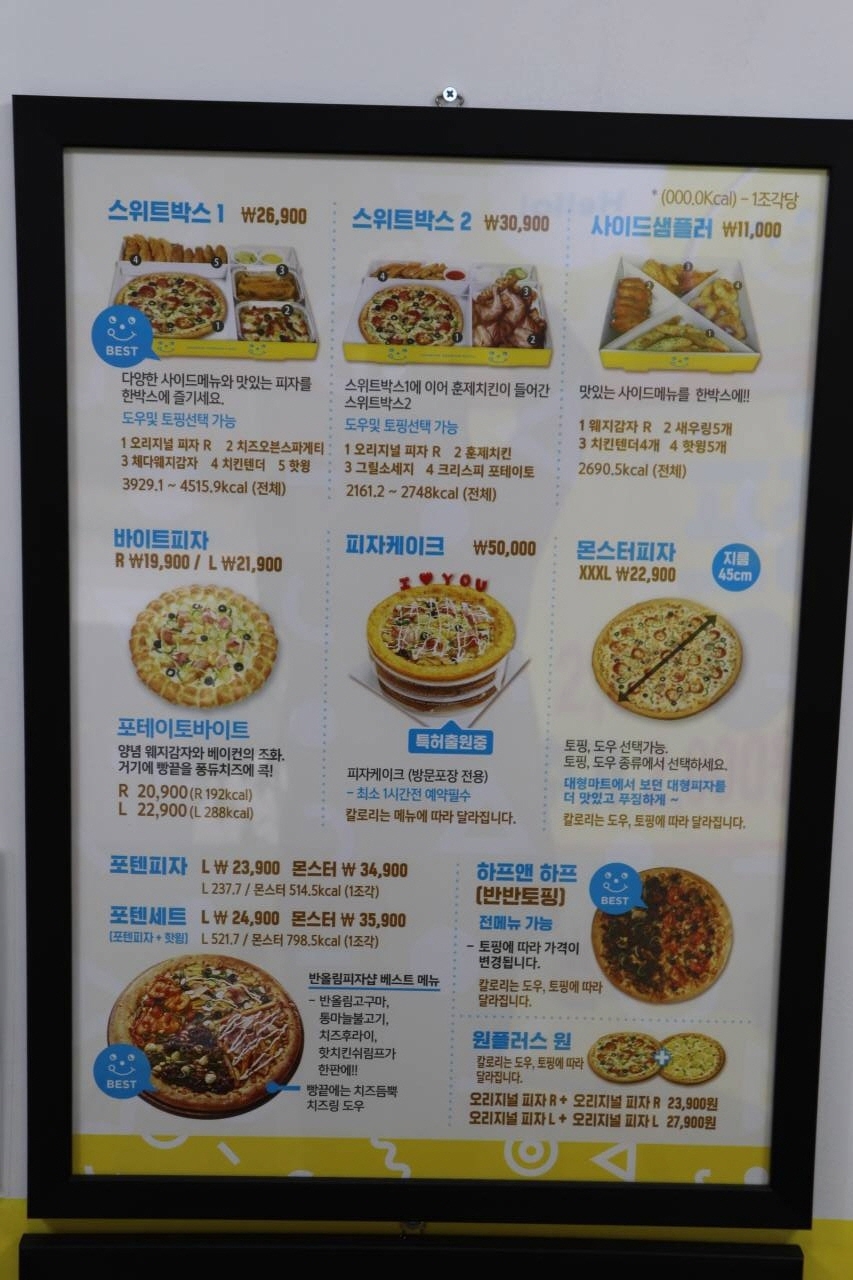 * (000.0Kcal) - 1조각당
스위트박스 1 ₩26,900
4
5
3
2
1
BEST
다양한 사이드메뉴와 맛있는 피자를
한박스에 즐기세요.
도우및 토핑선택 가능
1 오리지널 피자 R 2 치즈오븐스파게티
3 체다웨지감자 4 치킨텐더 5 핫윙
3929.1 ~ 4515.9kcal (전체)
스위트박스 2 ₩30,900
4
3
1
2
스위트박스1에 이어 훈제치킨이 들어간
스위트박스2
도우및 토핑선택 가능
1 오리지널 피자 R 2 훈제치킨
3 그릴소세지 4 크리스피 포테이토
2161.2 ~ 2748kcal (전체)
사이드샘플러 ₩11,000
3
2
4
1
맛있는 사이드메뉴를 한박스에!!
1 웨지감자 R 2 새우링5개
3 치킨텐더4개 4 핫윙5개
2690.5kcal (전체)
바이트피자
R ₩19,900 / L ₩21,900
포테이토바이트
양념 웨지감자와 베이컨의 조화.
거기에 빵끝을 퐁듀치즈에 콕!
R 20,900 (R 192kcal)
L 22,900 (L 288kcal)
피자케이크 ₩50,000
I ♥ YOU
특허출원중
피자케이크 (방문포장 전용)
- 최소 1시간전 예약필수
칼로리는 메뉴에 따라 달라집니다.
몬스터피자
XXXL ₩22,900
지름
45cm
토핑, 도우 선택가능.
토핑, 도우 종류에서 선택하세요.
대형마트에서 보던 대형피자를
더 맛있고 푸짐하게 ~
칼로리는 도우, 토핑에 따라 달라집니다.
포텐피자 L ₩ 23,900 몬스터 ₩ 34,900
L 237.7 / 몬스터 514.5kcal (1조각)
포텐세트 L ₩ 24,900 몬스터 ₩ 35,900
(포텐피자 + 핫윙) L 521.7 / 몬스터 798.5kcal (1조각)
반올림피자샵 베스트 메뉴
- 반올림고구마,
통마늘불고기,
치즈후라이,
핫치킨쉬림프가
한판에!!
BEST
빵끝에는 치즈듬뿍
치즈링 도우
하프앤 하프
(반반토핑)
BEST
전메뉴 가능
- 토핑에 따라 가격이
변경됩니다.
칼로리는 도우, 토핑에 따라
달라집니다.
원플러스 원
칼로리는 도우, 토핑에 따라
달라집니다.
+
오리지널 피자 R + 오리지널 피자 R 23,900원
오리지널 피자 L + 오리지널 피자 L 27,900원